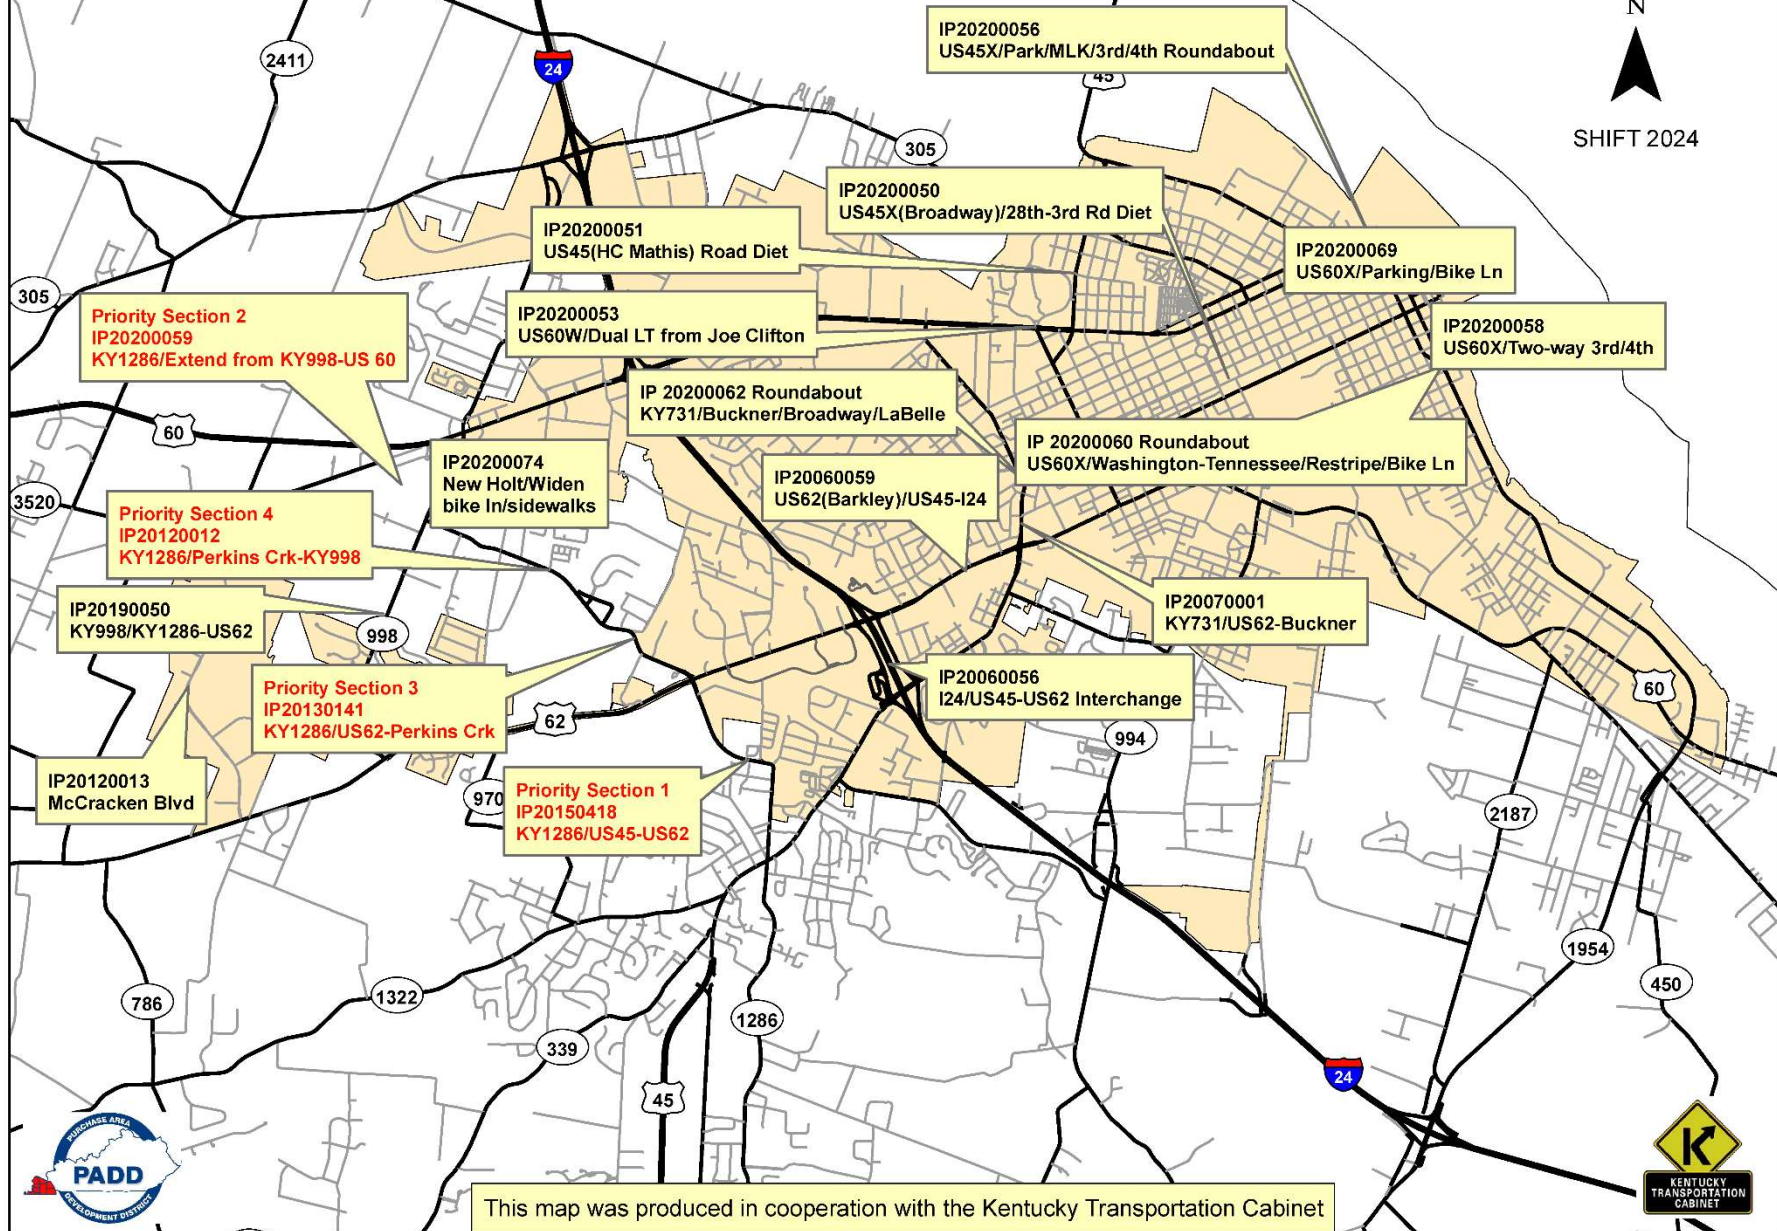 N
SHIFT 2024
IP20200056
US45X/Park/MLK/3rd/4th Roundabout
2411
24
45
305
IP20200050
US45X(Broadway)/28th-3rd Rd Diet
IP20200051
US45(HC Mathis) Road Diet
IP20200069
US60X/Parking/Bike Ln
305
Priority Section 2
IP20200059
KY1286/Extend from KY998-US 60
IP20200053
US60W/Dual LT from Joe Clifton
IP20200058
US60X/Two-way 3rd/4th
IP 20200062 Roundabout
KY731/Buckner/Broadway/LaBelle
60
IP 20200060 Roundabout
US60X/Washington-Tennessee/Restripe/Bike Ln
IP20200074
New Holt/Widen
bike ln/sidewalks
IP20060059
US62(Barkley)/US45-I24
3520
Priority Section 4
IP20120012
KY1286/Perkins Crk-KY998
IP20190050
KY998/KY1286-US62
998
IP20070001
KY731/US62-Buckner
Priority Section 3
IP20130141
KY1286/US62-Perkins Crk
62
IP20060056
I24/US45-US62 Interchange
60
994
IP20120013
McCracken Blvd
970
Priority Section 1
IP20150418
KY1286/US45-US62
2187
1954
450
786
1322
1286
339
45
24
PURCHASE AREA
PADD
DEVELOPMENT DISTRICT
This map was produced in cooperation with the Kentucky Transportation Cabinet
K
KENTUCKY
TRANSPORTATION
CABINET